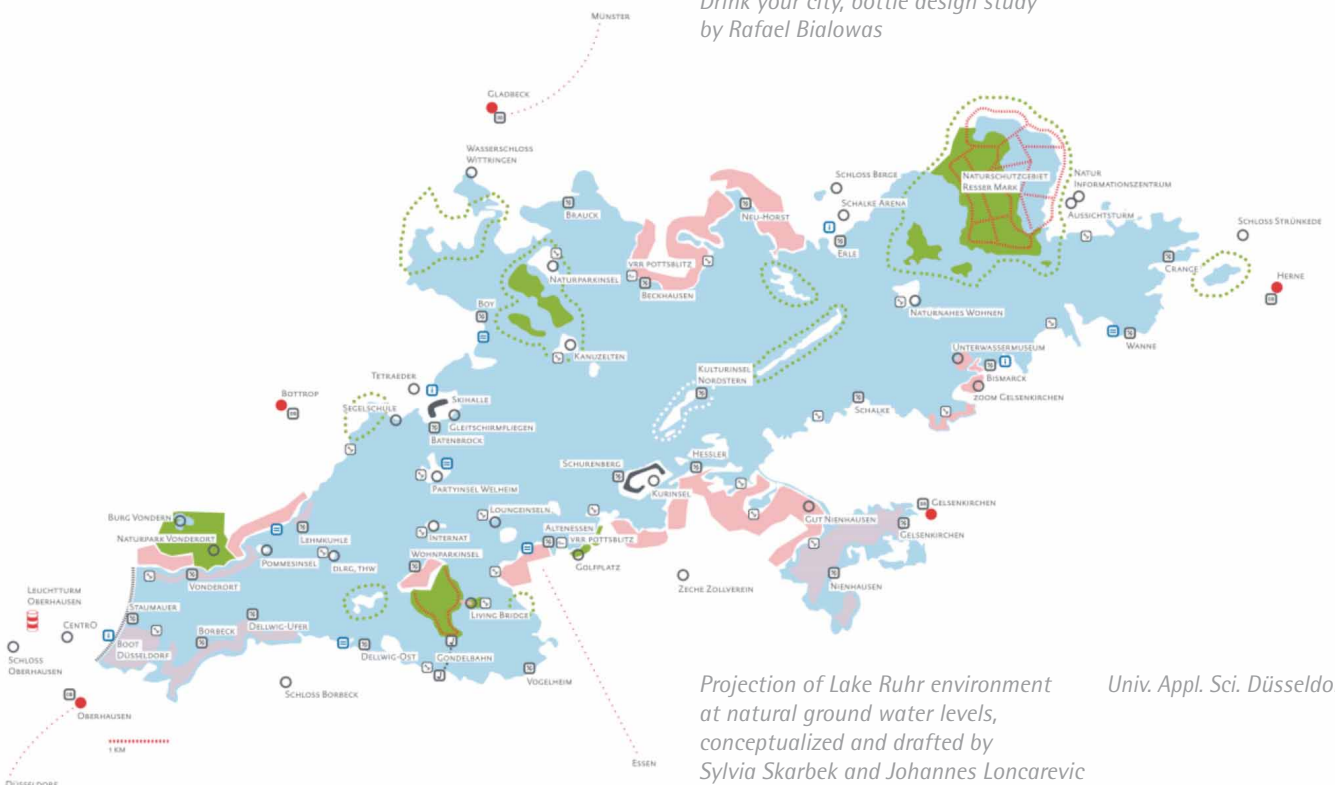 Drink your city, bottle design study
by Rafael Bialowas
MÜNSTER
GLADBECK
WASSERSCHLOSS
WITTRINGEN
BRAUCK
NEU-HORST
SCHLOSS BERGE
SCHALKE ARENA
ERLE
NATURSCHUTZGEBIET
RESSER MARK
NATUR
INFORMATIONSZENTRUM
AUSSICHTSTURM
SCHLOSS STRÜNKEDE
CRANGE
HERNE
VRR POTTSBLITZ
BECKHAUSEN
NATURPARKINSEL
BOY
KANUZELTEN
NATURNAHES WOHNEN
WANNE
UNTERWASSERMUSEUM
BISMARCK
ZOOM GELSENKIRCHEN
KULTURINSEL
NORDSTERN
SCHALKE
TETRAEDER
BOTTROP
SEGELSCHULE
SKIHALLE
GLEITSCHIRMFLIEGEN
BATENBROCK
PARTYINSEL WELHEIM
SCHURENBERG
HESSLER
KURINSEL
GELSENKIRCHEN
GUT NIENHAUSEN
GELSENKIRCHEN
NIENHAUSEN
BURG VONDERN
NATURPARK VONDERORT
LEHMKUHLE
POMMESINSEL
DLRG, THW
INTERNAT
LOUNGEINSELN
ALTENESSEN
VRR POTTSBLITZ
GOLFPLATZ
WOHNPARKINSEL
ZECHE ZOLLVEREIN
VONDERORT
LEUCHTTURM
OBERHAUSEN
STAUMAUER
CENTRO
BOOT
DÜSSELDORF
BORBECK
DELLWIG-UFER
LIVING BRIDGE
DELLWIG-OST
GONDELBAHN
VOGELHEIM
SCHLOSS
OBERHAUSEN
SCHLOSS BORBECK
OBERHAUSEN
1 KM
ESSEN
DÜSSELDORF
Projection of Lake Ruhr environment
at natural ground water levels,
conceptualized and drafted by
Sylvia Skarbek and Johannes Loncarevic
Univ. Appl. Sci. Düsseldo